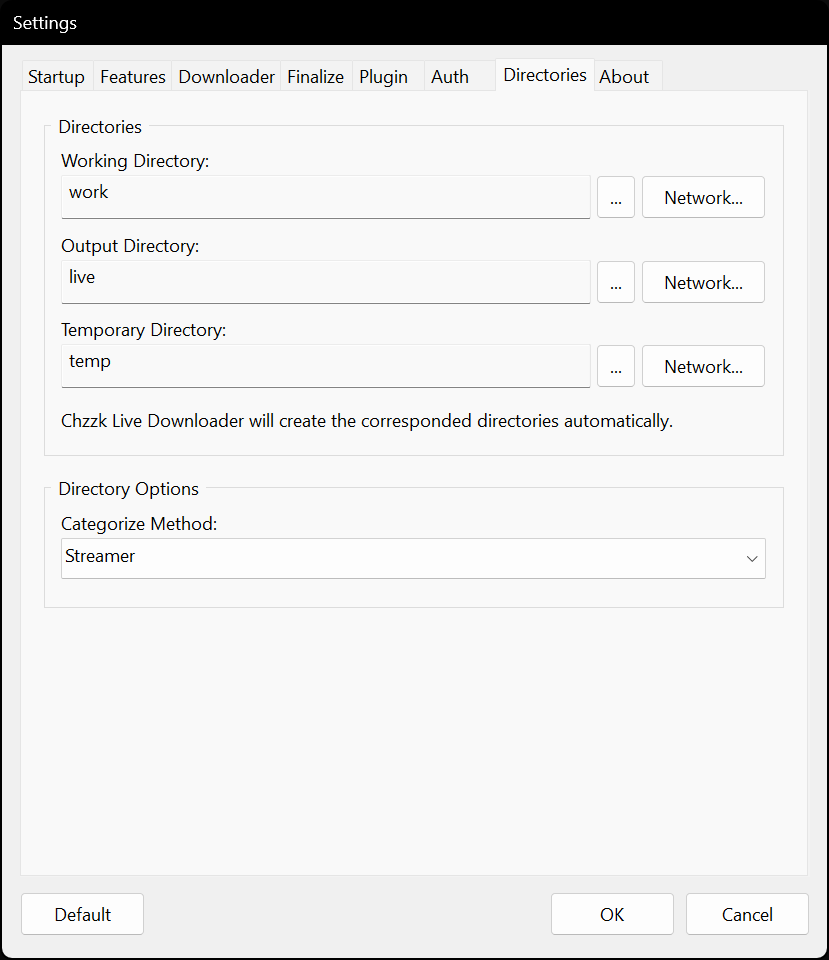 Settings
Startup Features Downloader Finalize Plugin Auth Directories About
Directories
Working Directory:
work ... Network...
Output Directory:
live ... Network...
Temporary Directory:
temp ... Network...
Chzzk Live Downloader will create the corresponded directories automatically.
Directory Options
Categorize Method:
Streamer
Default OK Cancel